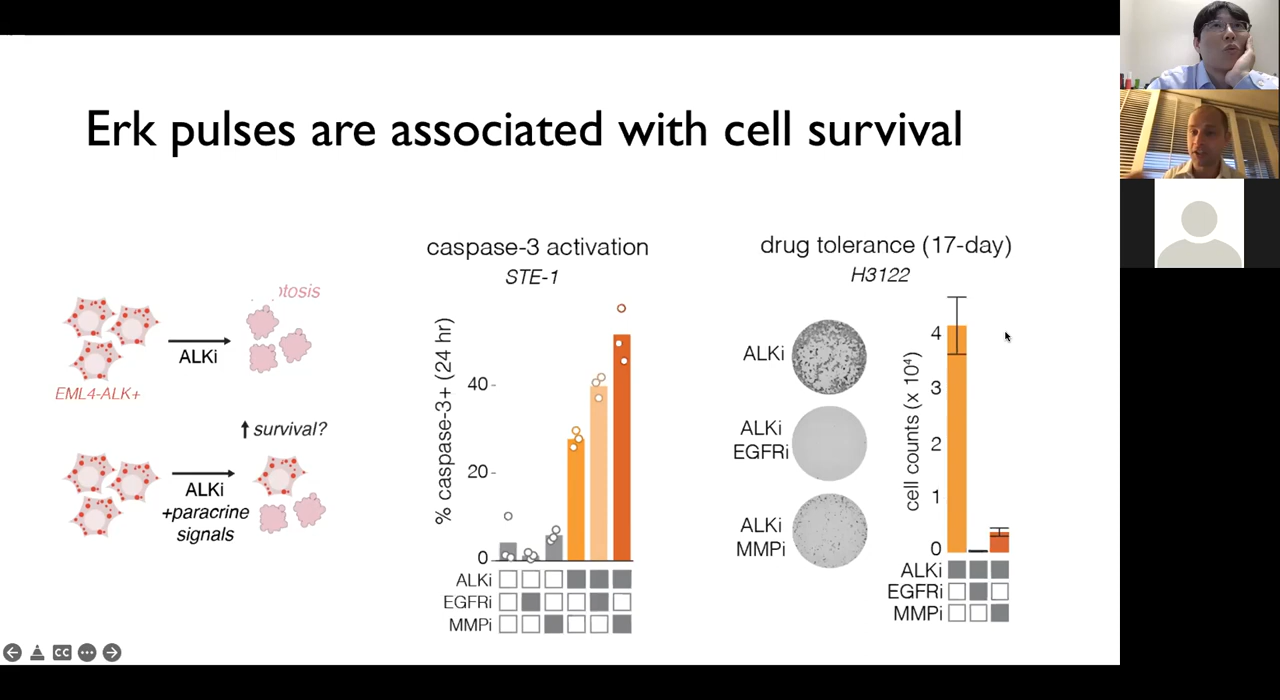 Erk pulses are associated with cell survival
EML4-ALK+
ALKi
tosis
↑ survival?
ALKi
+paracrine
signals
caspase-3 activation
STE-1
% caspase-3+ (24 hr)
40
20
0
ALKi
EGFRi
MMPi
drug tolerance (17-day)
H3122
ALKi
ALKi
EGFRi
ALKi
MMPi
cell counts (x 10⁴)
4
3
2
1
0
ALKi
EGFRi
MMPi
CC